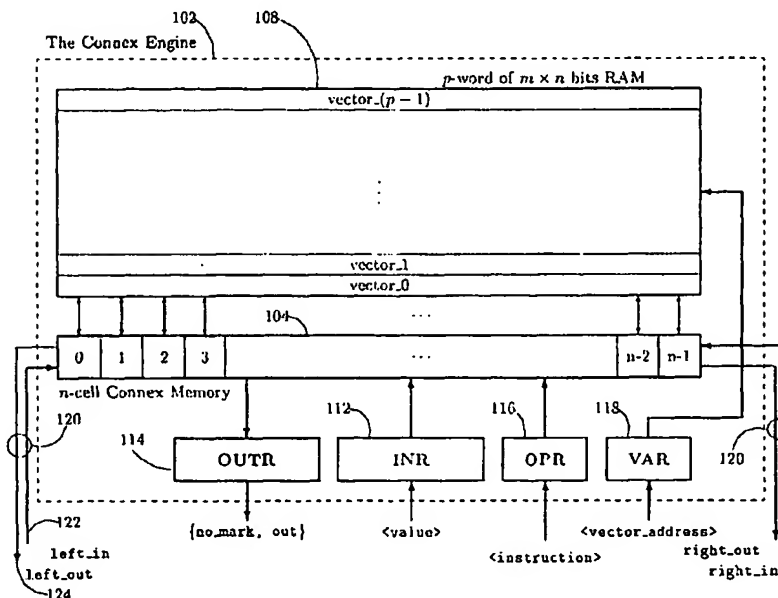 102
The Connex Engine
108
p-word of m × n bits RAM
vector_(p − 1)
⋮
vector_1
vector_0
...
104
0 1 2 3 ... n-2 n-1
n-cell Connex Memory
120
114
OUTR
112
INR
116
OPR
118
VAR
120
122
{no_mark, out}
<value>
<instruction>
<vector_address>
left_in
left_out
right_out
right_in
124